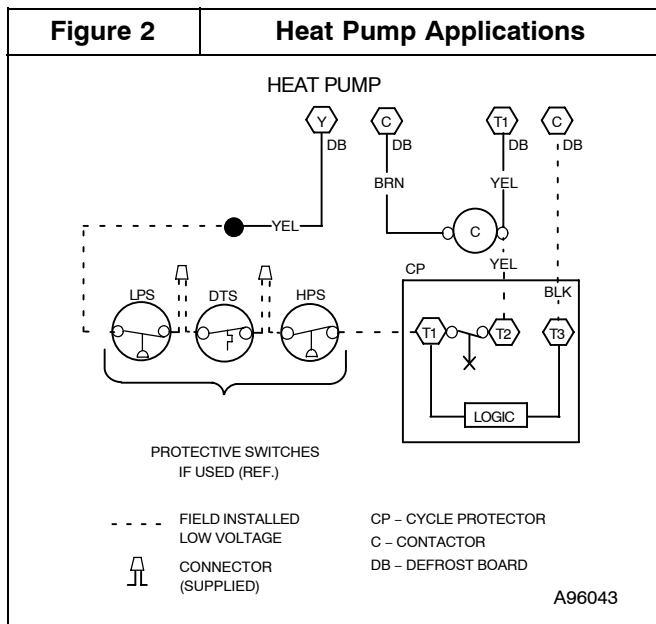 Figure 2
Heat Pump Applications
HEAT PUMP
Y
C
T1
C
DB
DB
DB
DB
BRN
YEL
YEL
C
YEL
CP
BLK
LPS
DTS
HPS
T1
T2
T3
LOGIC
PROTECTIVE SWITCHES
IF USED (REF.)
FIELD INSTALLED
LOW VOLTAGE
CONNECTOR
(SUPPLIED)
CP – CYCLE PROTECTOR
C – CONTACTOR
DB – DEFROST BOARD
A96043